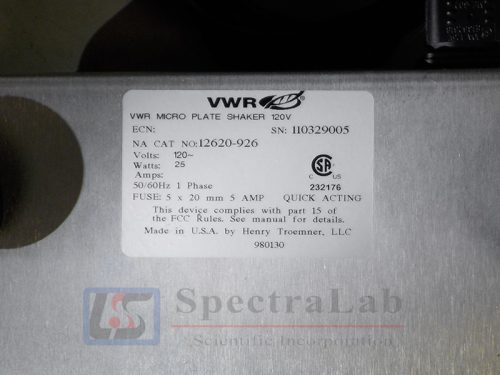 VWR
VWR MICRO PLATE SHAKER 120V
ECN: SN: 110329005
NA CAT NO: 12620-926
Volts: 120~
Watts: 25
Amps:
50/60Hz 1 Phase
C US
232176
FUSE: 5 x 20 mm 5 AMP QUICK ACTING
This device complies with part 15 of
the FCC Rules. See manual for details.
Made in U.S.A. by Henry Troemner, LLC
980130
SpectraLab
Scientific Incorporation